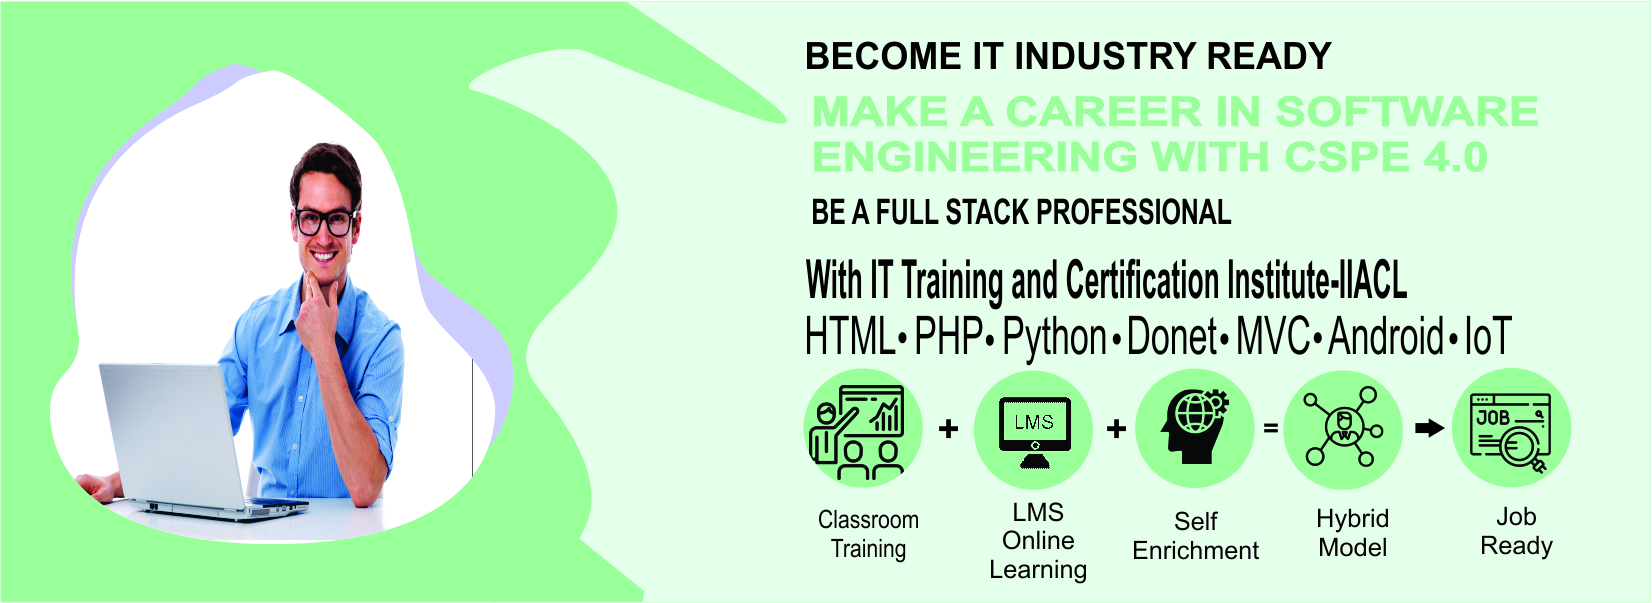 BECOME IT INDUSTRY READY
MAKE A CAREER IN SOFTWARE
ENGINEERING WITH CSPE 4.0
BE A FULL STACK PROFESSIONAL
With IT Training and Certification Institute-IIACL
HTML• PHP• Python • Donet• MVC• Android • IoT
LMS
JOB
+ + =
Classroom
Training
LMS
Online
Learning
Self
Enrichment
Hybrid
Model
Job
Ready